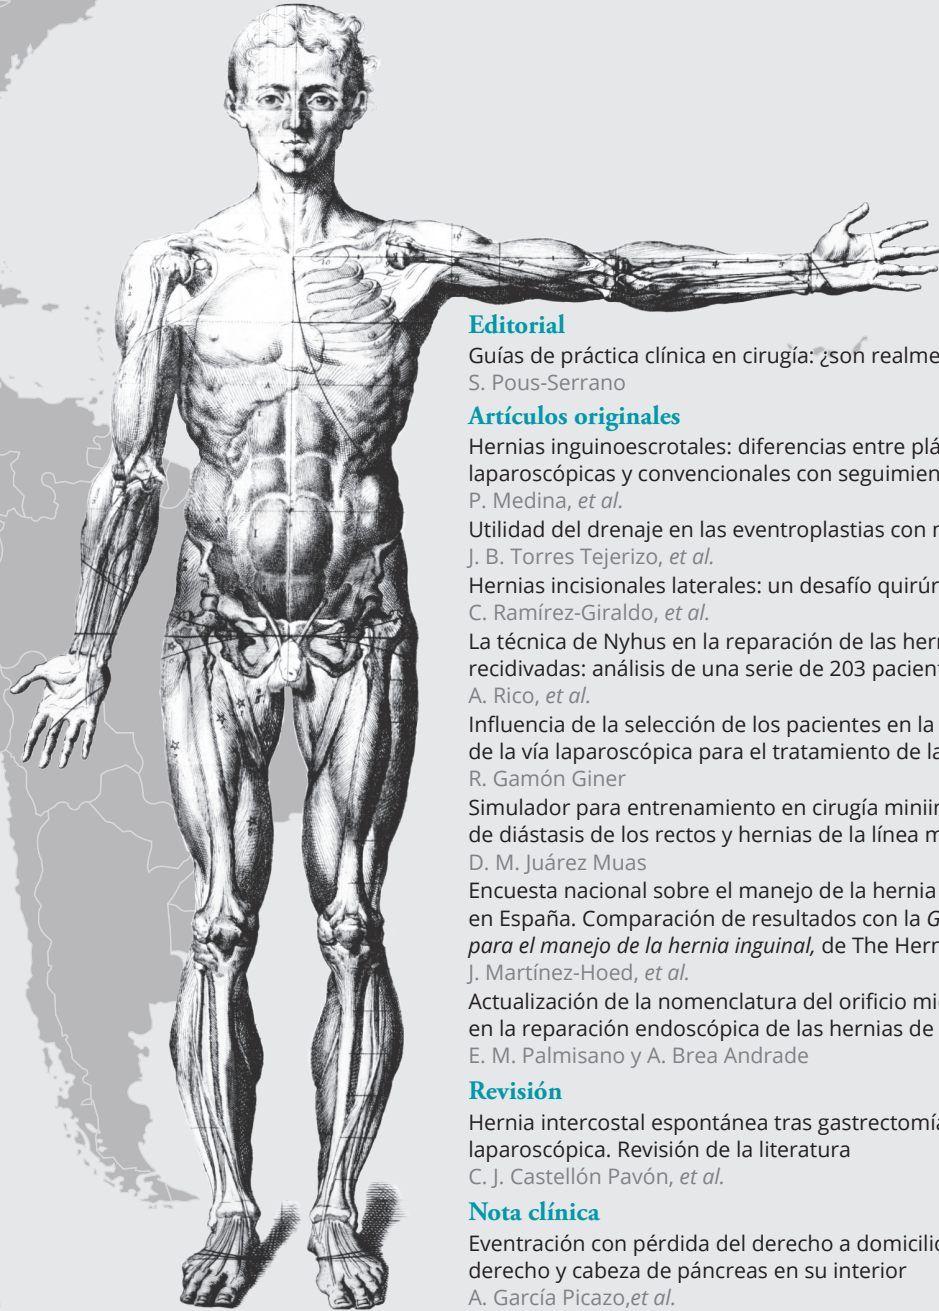 Editorial
Guías de práctica clínica en cirugía: ¿son realme
S. Pous-Serrano
Artículos originales
Hernias inguinoescrotales: diferencias entre plá
laparoscópicas y convencionales con seguimien
P. Medina, et al.
Utilidad del drenaje en las eventroplastias con
J. B. Torres Tejerizo, et al.
Hernias incisionales laterales: un desafío quirúr
C. Ramírez-Giraldo, et al.
La técnica de Nyhus en la reparación de las her
recidivadas: análisis de una serie de 203 pacien
A. Rico, et al.
Influencia de la selección de los pacientes en la
de la vía laparoscópica para el tratamiento de la
R. Gamón Giner
Simulador para entrenamiento en cirugía miniin
de diástasis de los rectos y hernias de la línea m
D. M. Juárez Muas
Encuesta nacional sobre el manejo de la hernia
en España. Comparación de resultados con la G
para el manejo de la hernia inguinal, de The Her
J. Martínez-Hoed, et al.
Actualización de la nomenclatura del orificio mi
en la reparación endoscópica de las hernias de
E. M. Palmisano y A. Brea Andrade
Revisión
Hernia intercostal espontánea tras gastrectomía
laparoscópica. Revisión de la literatura
C. J. Castellón Pavón, et al.
Nota clínica
Eventración con pérdida del derecho a domicilio
derecho y cabeza de páncreas en su interior
A. García Picazo,et al.